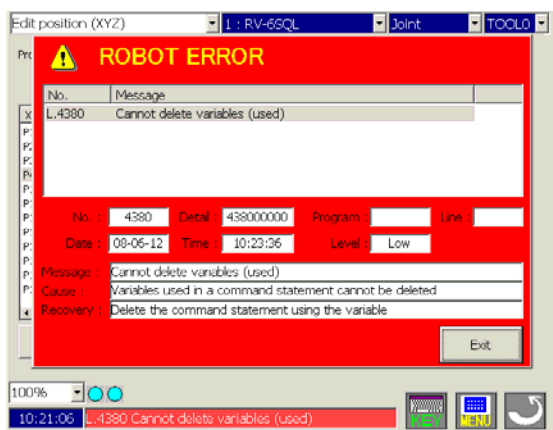 Edit position (XYZ) 1 : RV-6SQL Joint TOOL0
ROBOT ERROR
No. Message
L.4380 Cannot delete variables (used)
No. : 4380 Detail : 438000000 Program : Line :
Date : 08-06-12 Time : 10:23:36 Level : Low
Message : Cannot delete variables (used)
Cause : Variables used in a command statement cannot be deleted
Recovery : Delete the command statement using the variable
Exit
100%
10:21:06 L.4380 Cannot delete variables (used)
KEY MENU